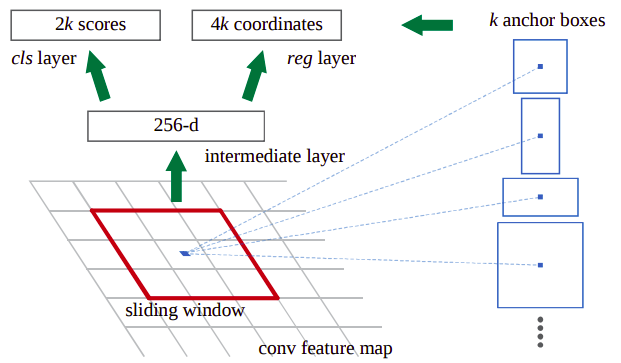 2k scores
4k coordinates
k anchor boxes
cls layer
reg layer
256-d
intermediate layer
sliding window
conv feature map